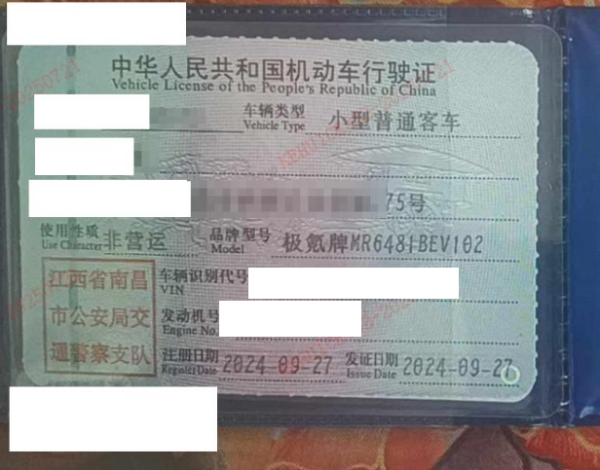 中华人民共和国机动车行驶证
Vehicle License of the People's Republic of China
车辆类型 小型普通客车
Vehicle Type
75号
使用性质 非营运 品牌型号 极氪牌MR6481BEV102
Use Character Model
江西省南昌
市公安局交
通警察支队
车辆识别代号
VIN
发动机号
Engine No.
注册日期 2024-09-27 发证日期 2024-09-27
Register Date Issue Date